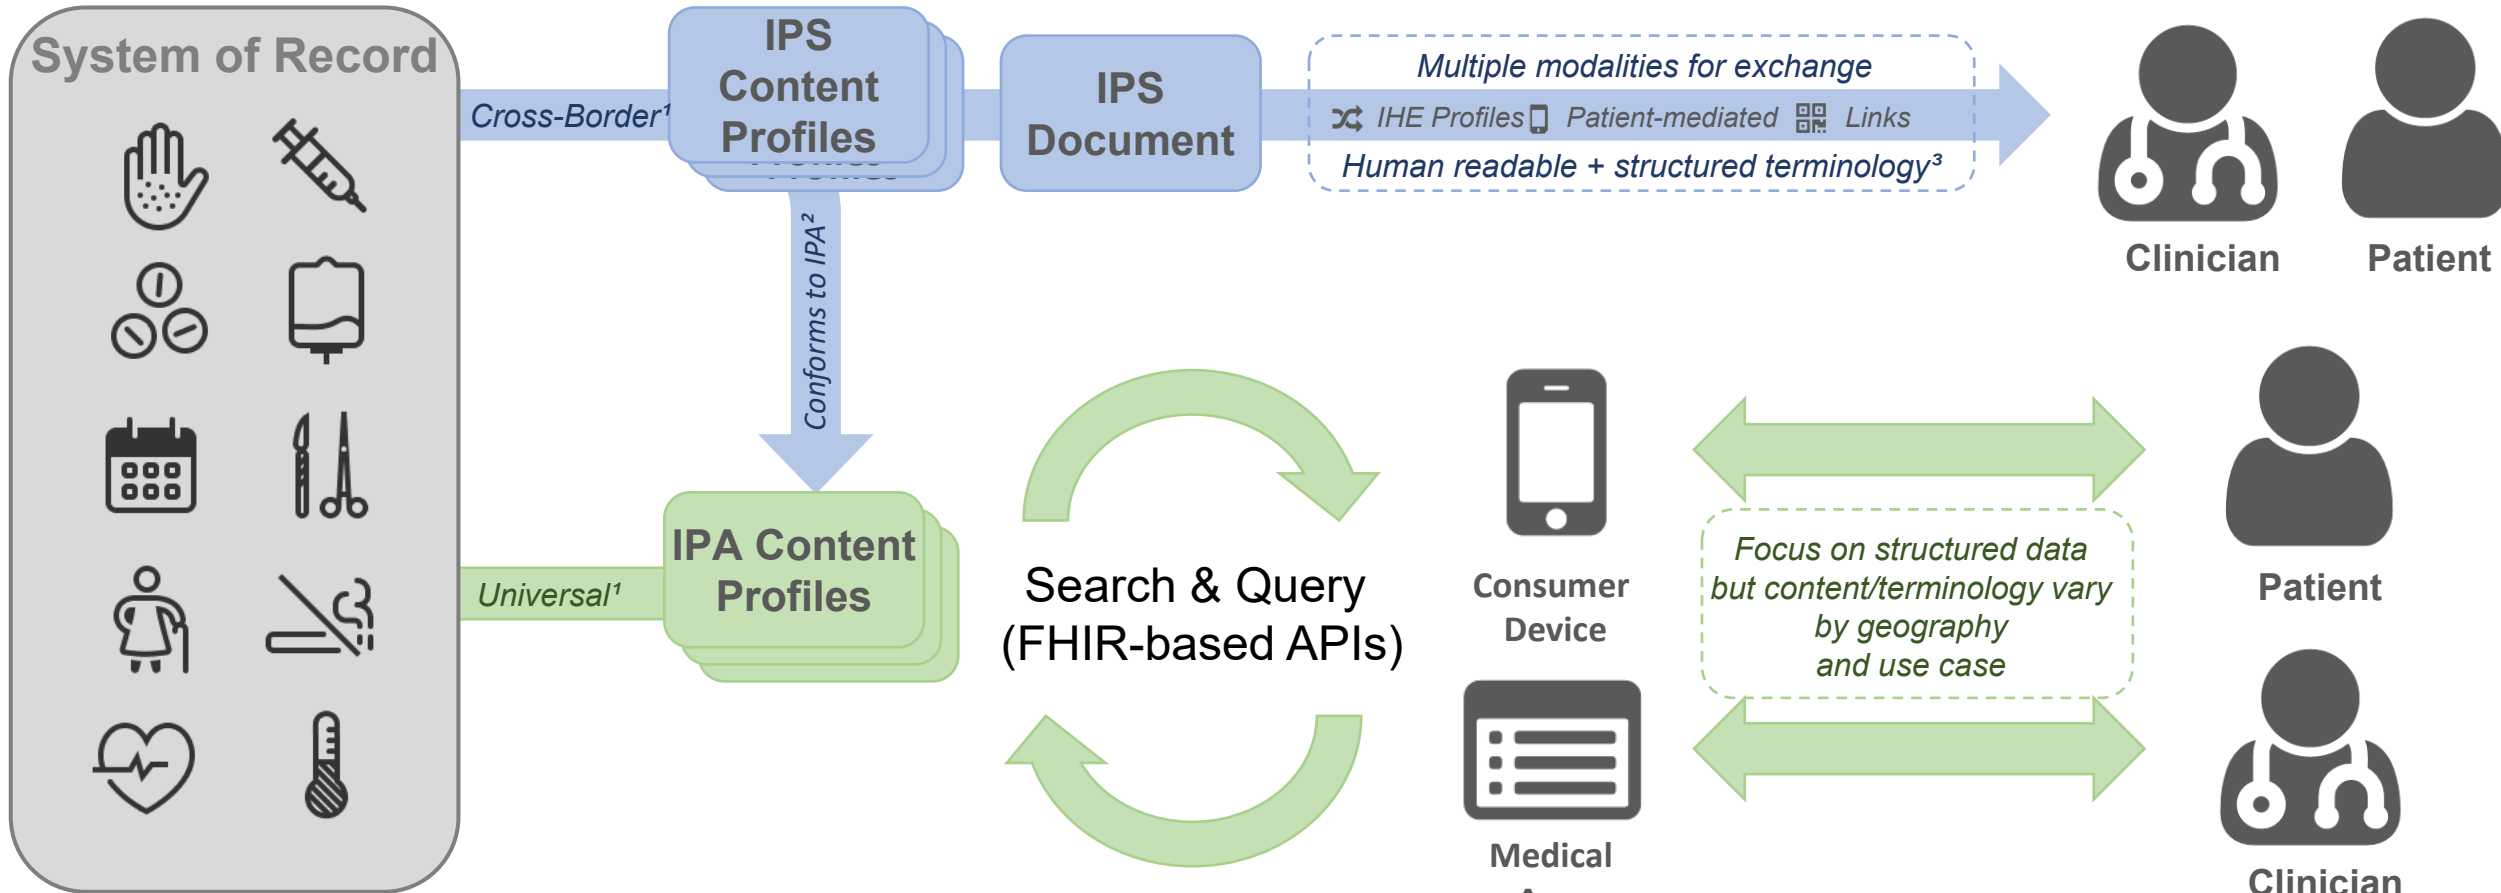 System of Record
Cross-Border¹
IPS
Content
Profiles
Profiles
IPS
Document
Multiple modalities for exchange
IHE Profiles
Patient-mediated
Links
Human readable + structured terminology³
Clinician
Patient
Conforms to IPA²
Universal¹
IPA Content
Profiles
Search & Query
(FHIR-based APIs)
Consumer
Device
Medical
Focus on structured data
but content/terminology vary
by geography
and use case
Patient
Clinician